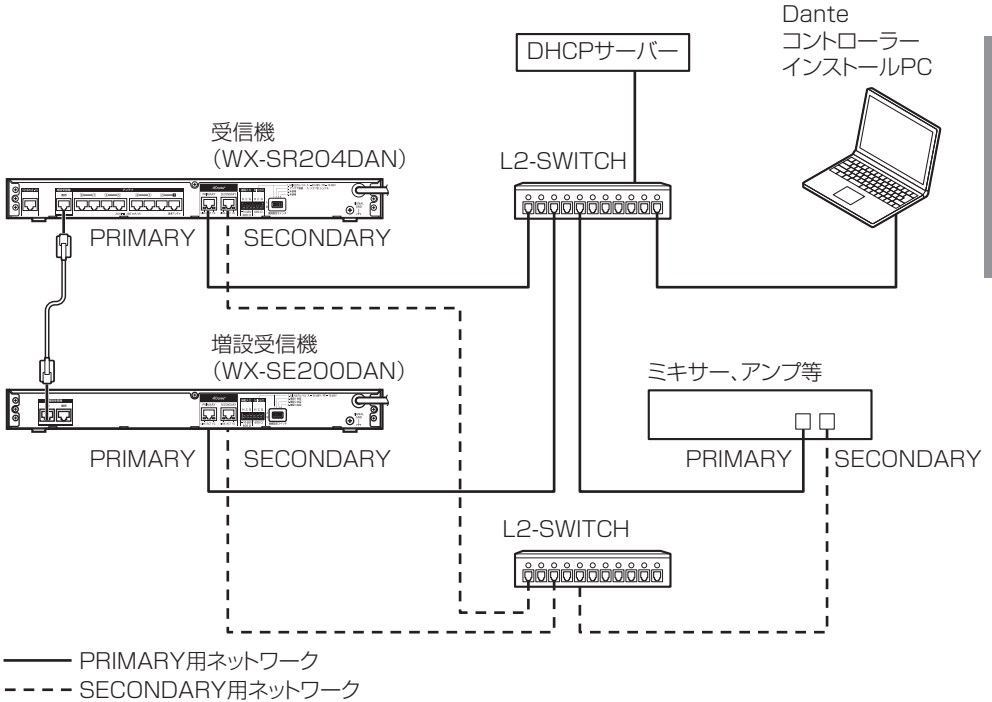 Dante
コントローラー
インストールPC
DHCPサーバー
受信機
（WX-SR204DAN）
L2-SWITCH
PRIMARY
SECONDARY
増設受信機
（WX-SE200DAN）
ミキサー、アンプ等
PRIMARY
SECONDARY
PRIMARY
SECONDARY
L2-SWITCH
PRIMARY用ネットワーク
SECONDARY用ネットワーク